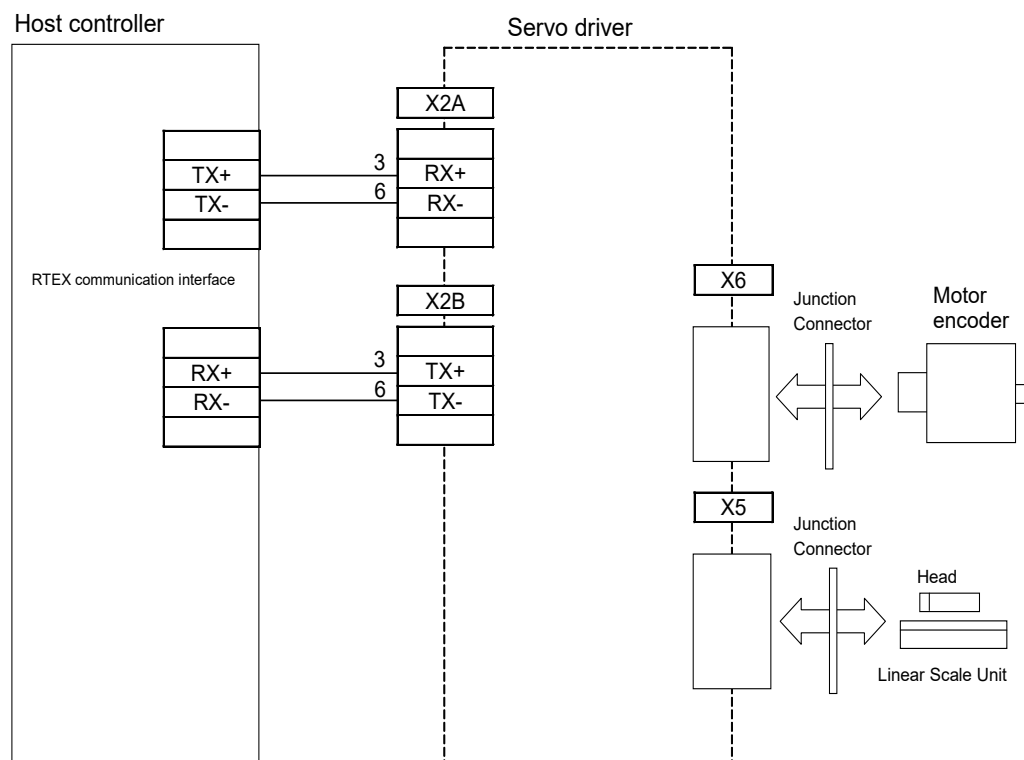 Host controller
Servo driver
X2A
TX+
3
RX+
TX-
6
RX-
RTEX communication interface
X2B
RX+
3
TX+
RX-
6
TX-
X6
Junction
Connector
Motor
encoder
X5
Junction
Connector
Head
Linear Scale Unit